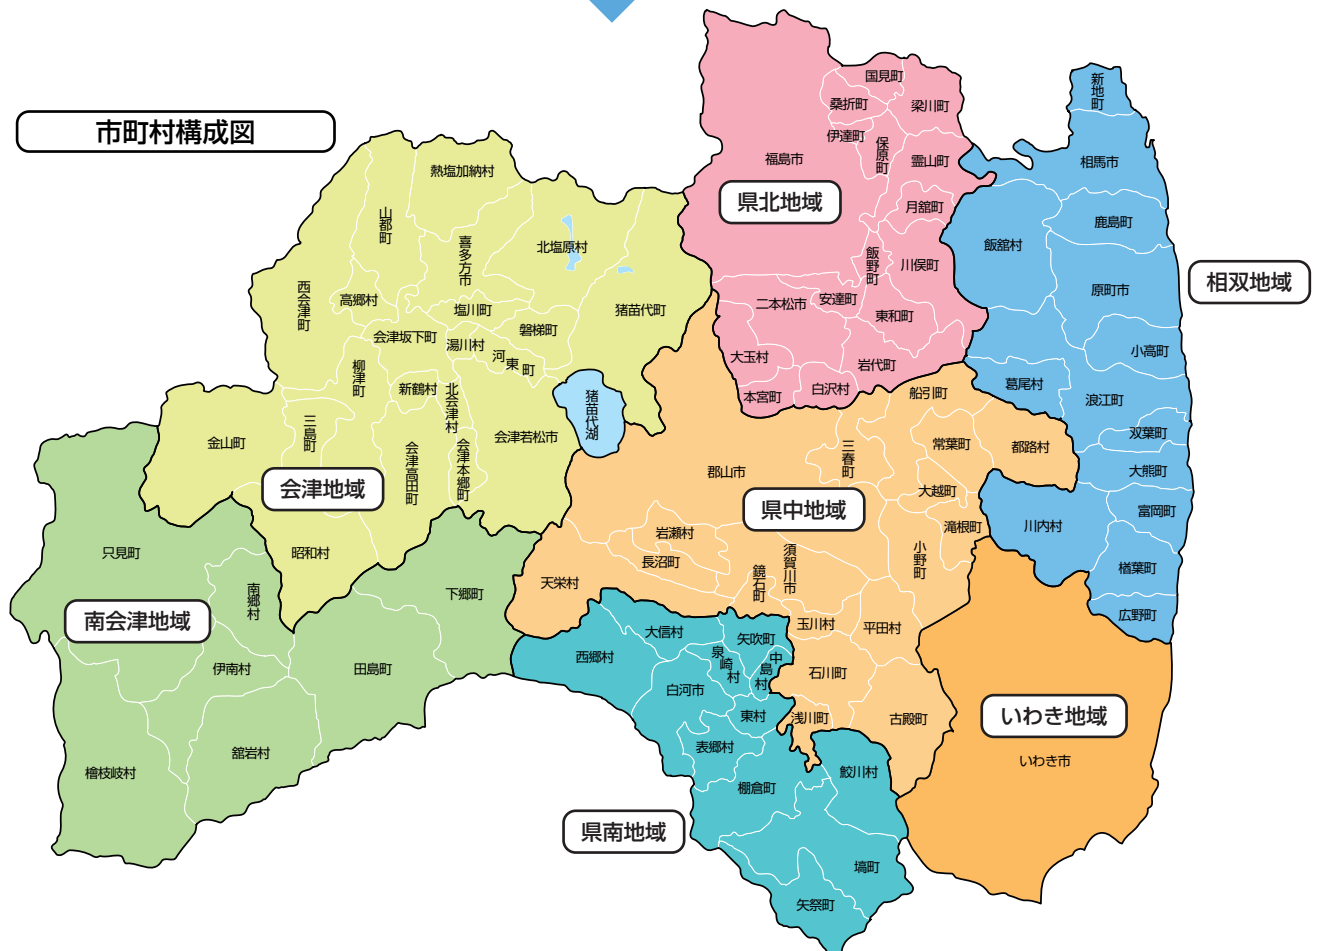 市町村構成図
国見町
桑折町
梁川町
伊達町
保原町
福島市
霊山町
県北地域
月舘町
飯野町
川俣町
二本松市
安達町
東和町
大玉村
岩代町
本宮町
白沢村
新地町
相馬市
鹿島町
飯舘村
相双地域
原町市
小高町
葛尾村
浪江町
双葉町
大熊町
富岡町
川内村
楢葉町
広野町
熱塩加納村
山都町
喜多方市
北塩原村
西会津町
高郷村
塩川町
猪苗代町
磐梯町
会津坂下町
湯川村
河東町
柳津町
新鶴村
北会津村
猪苗代湖
金山町
三島町
会津若松市
会津高田町
会津本郷町
会津地域
昭和村
只見町
南郷村
下郷町
南会津地域
伊南村
田島町
舘岩村
檜枝岐村
船引町
常葉町
都路村
三春町
郡山市
大越町
県中地域
滝根町
岩瀬村
長沼町
須賀川市
小野町
鏡石町
天栄村
玉川村
平田村
石川町
浅川町
古殿町
大信村
矢吹町
西郷村
泉崎村
中島村
白河市
東村
表郷村
棚倉町
鮫川村
県南地域
塙町
矢祭町
いわき地域
いわき市